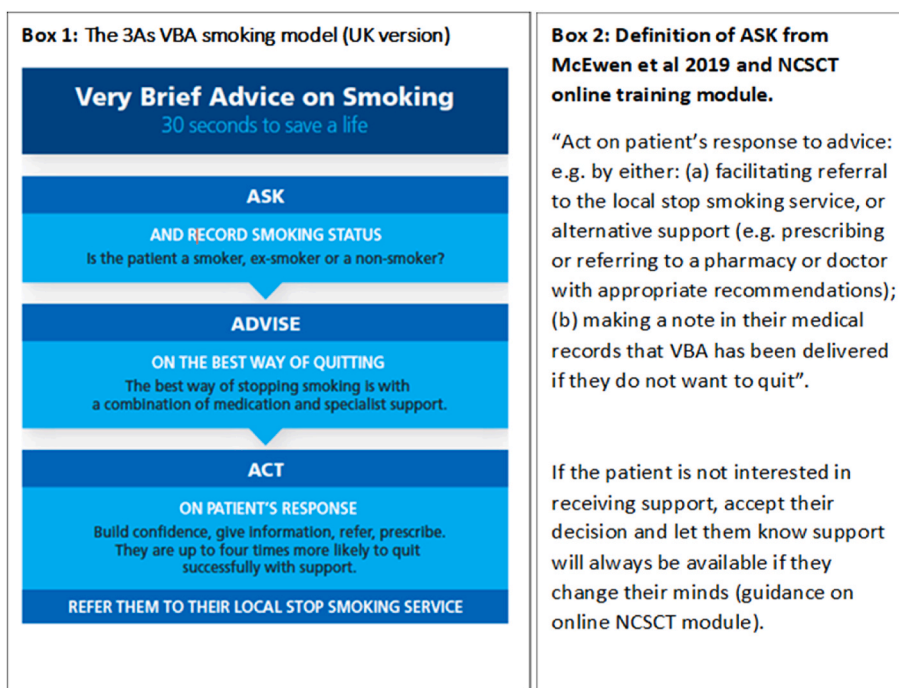 Box 1: The 3As VBA smoking model (UK version)
Very Brief Advice on Smoking
30 seconds to save a life
ASK
AND RECORD SMOKING STATUS
Is the patient a smoker, ex-smoker or a non-smoker?
ADVISE
ON THE BEST WAY OF QUITTING
The best way of stopping smoking is with
a combination of medication and specialist support.
ACT
ON PATIENT'S RESPONSE
Build confidence, give information, refer, prescribe.
They are up to four times more likely to quit
successfully with support.
REFER THEM TO THEIR LOCAL STOP SMOKING SERVICE
Box 2: Definition of ASK from
McEwen et al 2019 and NCSCT
online training module.
“Act on patient’s response to advice:
e.g. by either: (a) facilitating referral
to the local stop smoking service, or
alternative support (e.g. prescribing
or referring to a pharmacy or doctor
with appropriate recommendations);
(b) making a note in their medical
records that VBA has been delivered
if they do not want to quit”.
If the patient is not interested in
receiving support, accept their
decision and let them know support
will always be available if they
change their minds (guidance on
online NCSCT module).